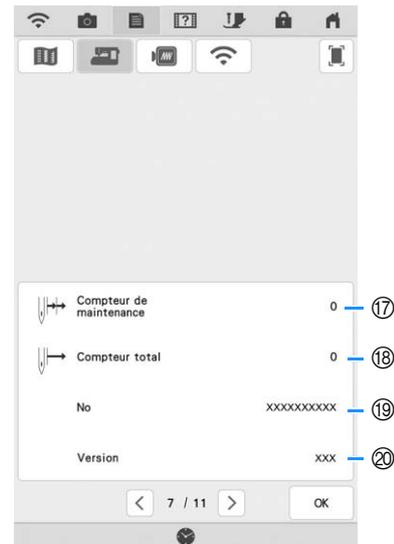 Compteur de
maintenance
0
⑰
Compteur total
0
⑱
No
XXXXXXXXXX
⑲
Version
XXX
⑳
7 / 11
OK